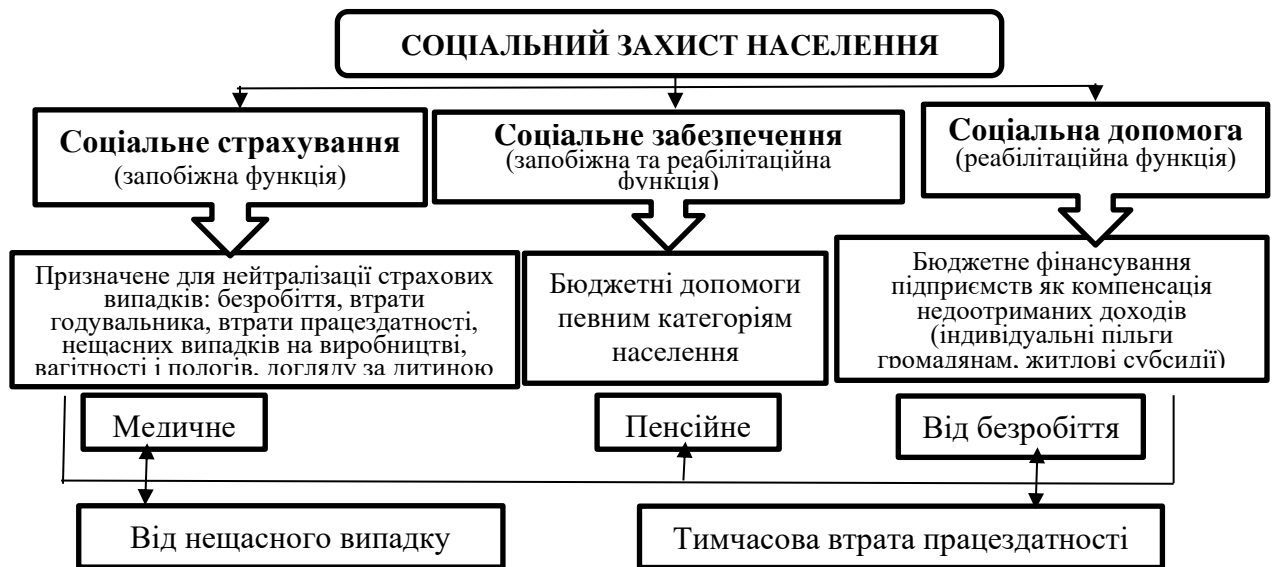 СОЦІАЛЬНИЙ ЗАХИСТ НАСЕЛЕННЯ
Соціальне страхування
(запобіжна функція)
Соціальне забезпечення
(запобіжна та реабілітаційна
функція)
Соціальна допомога
(реабілітаційна функція)
Призначене для нейтралізації страхових
випадків: безробіття, втрати
годувальника, втрати працездатності,
нещасних випадків на виробництві,
вагітності і пологів, догляду за дитиною
Бюджетні допомоги
певним категоріям
населення
Бюджетне фінансування
підприємств як компенсація
недоотриманих доходів
(індивідуальні пільги
громадянам, житлові субсидії)
Медичне
Пенсійне
Від безробіття
Від нещасного випадку
Тимчасова втрата працездатності